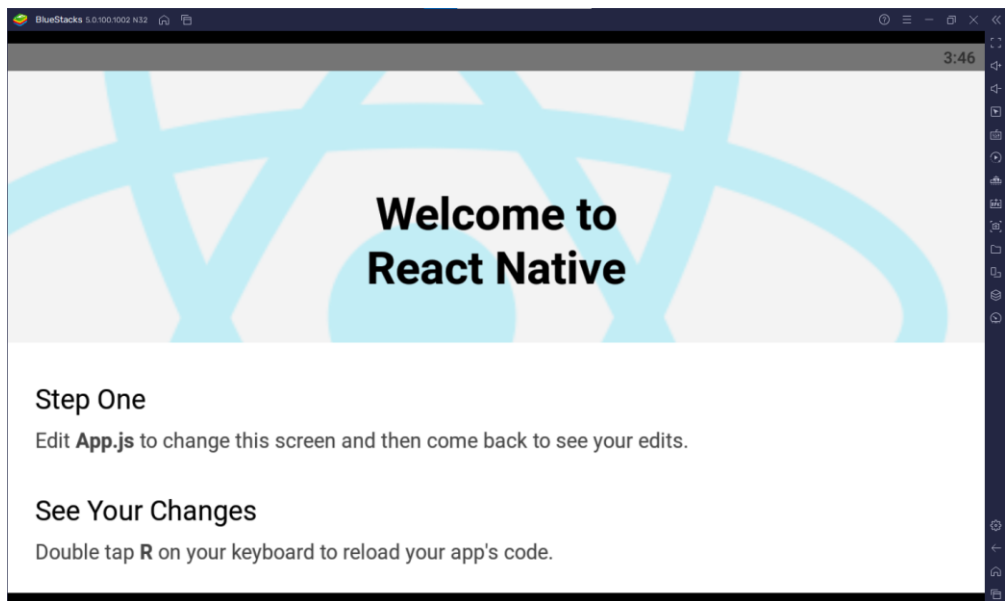 BlueStacks 5.0.100.1002 N32
3:46
Welcome to
React Native
Step One
Edit App.js to change this screen and then come back to see your edits.
See Your Changes
Double tap R on your keyboard to reload your app's code.